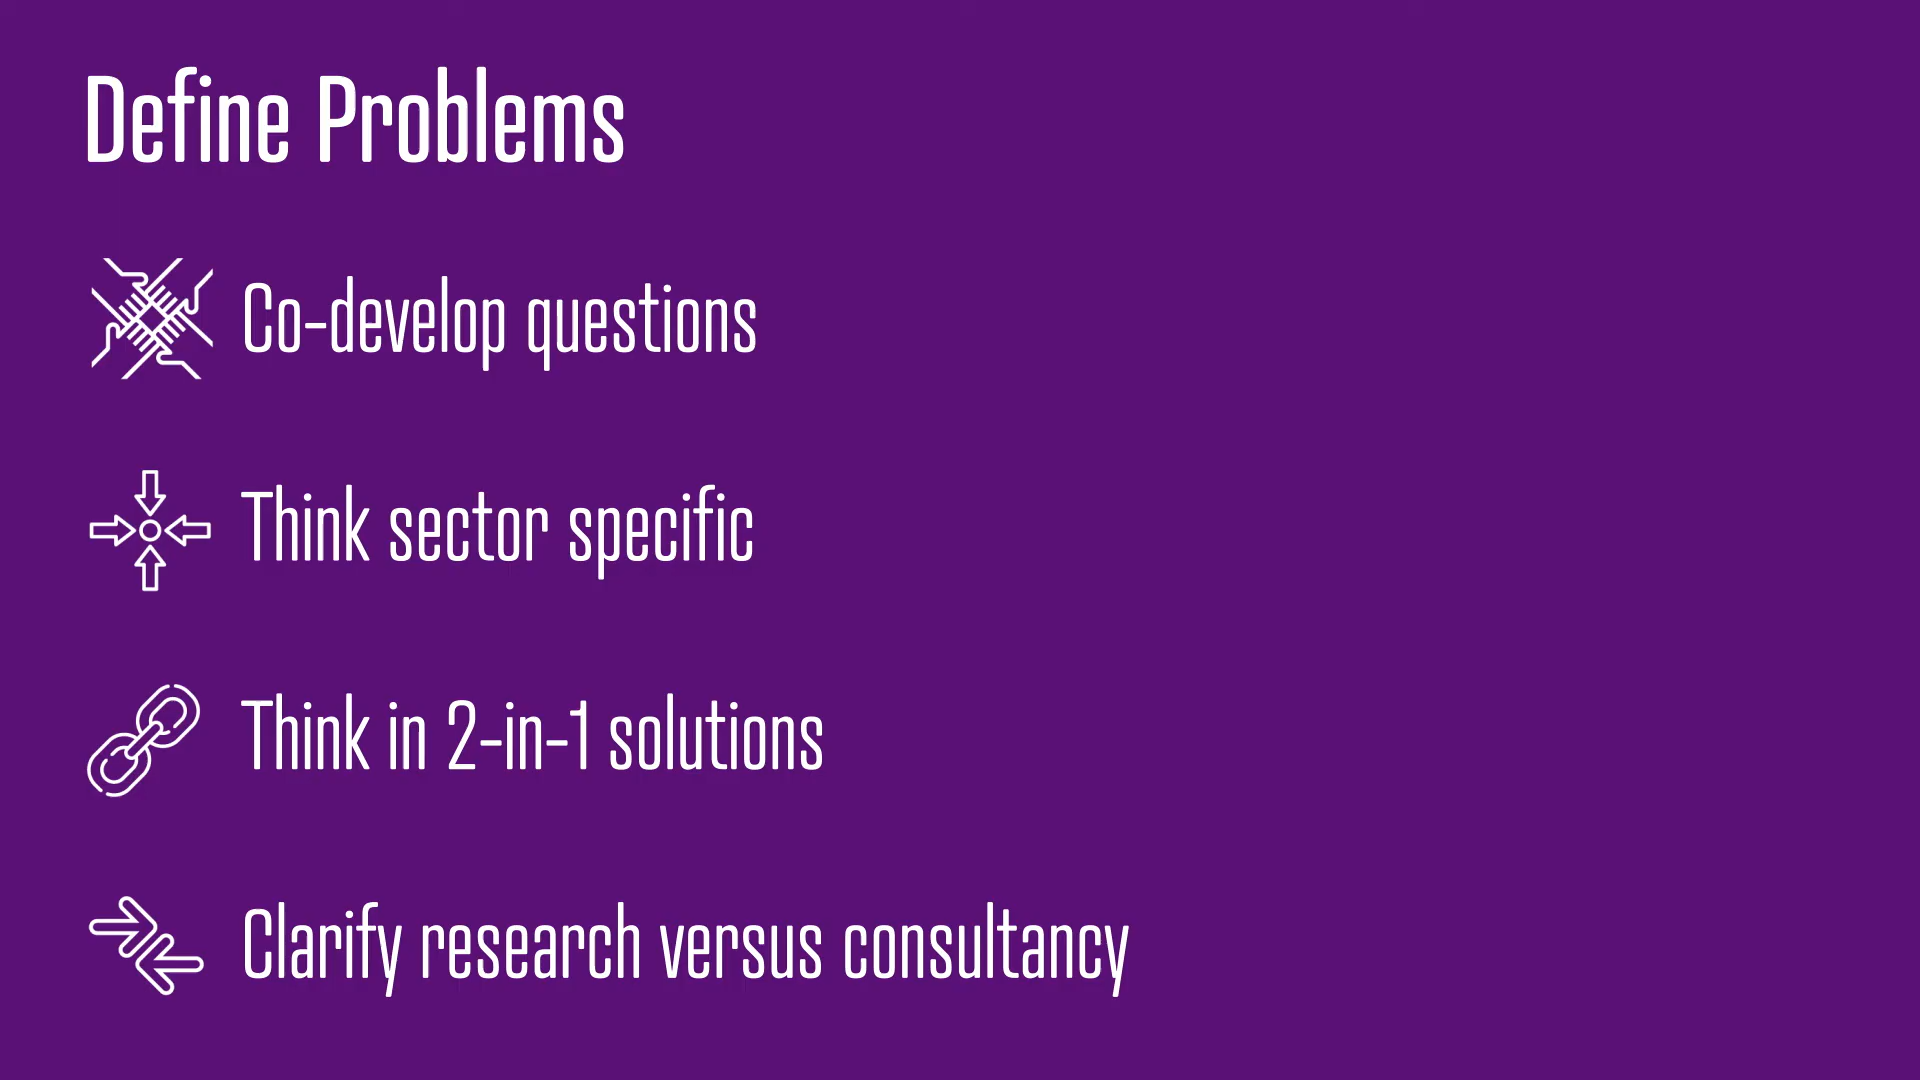 Define Problems
Co-develop questions
Think sector specific
Think in 2-in-1 solutions
Clarify research versus consultancy